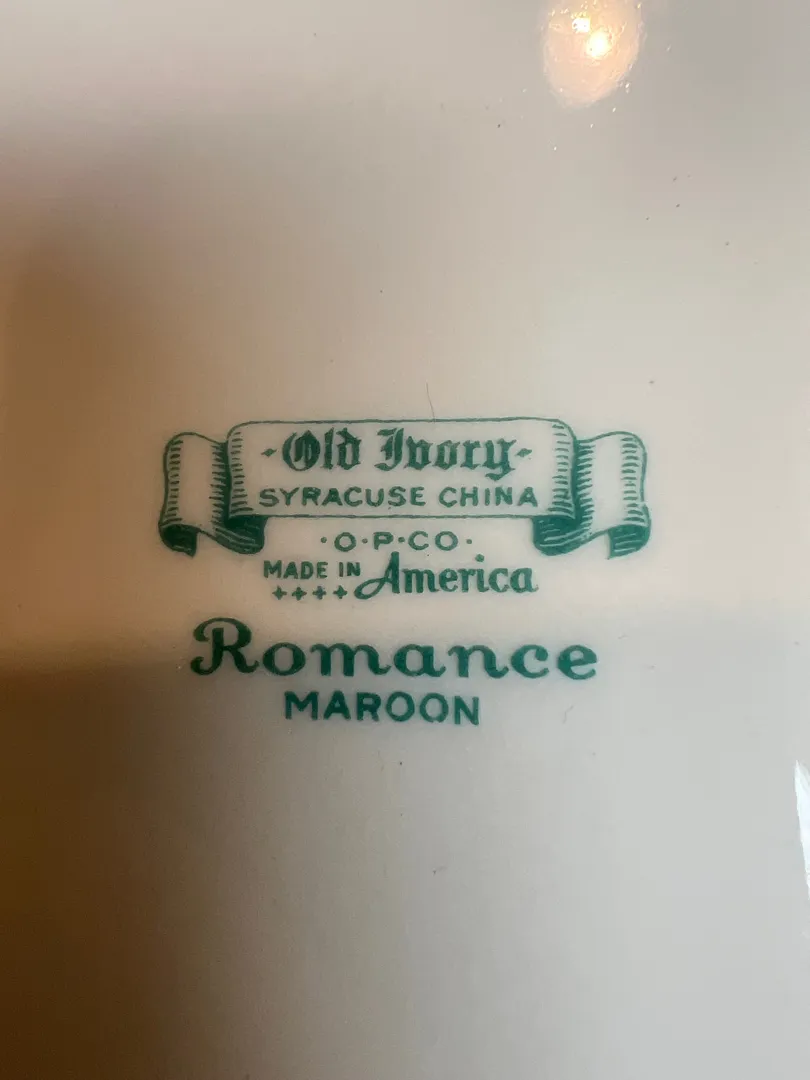 ·Old Ivory·
SYRACUSE CHINA
·O·P·CO·
MADE IN America
++++
Romance
MAROON